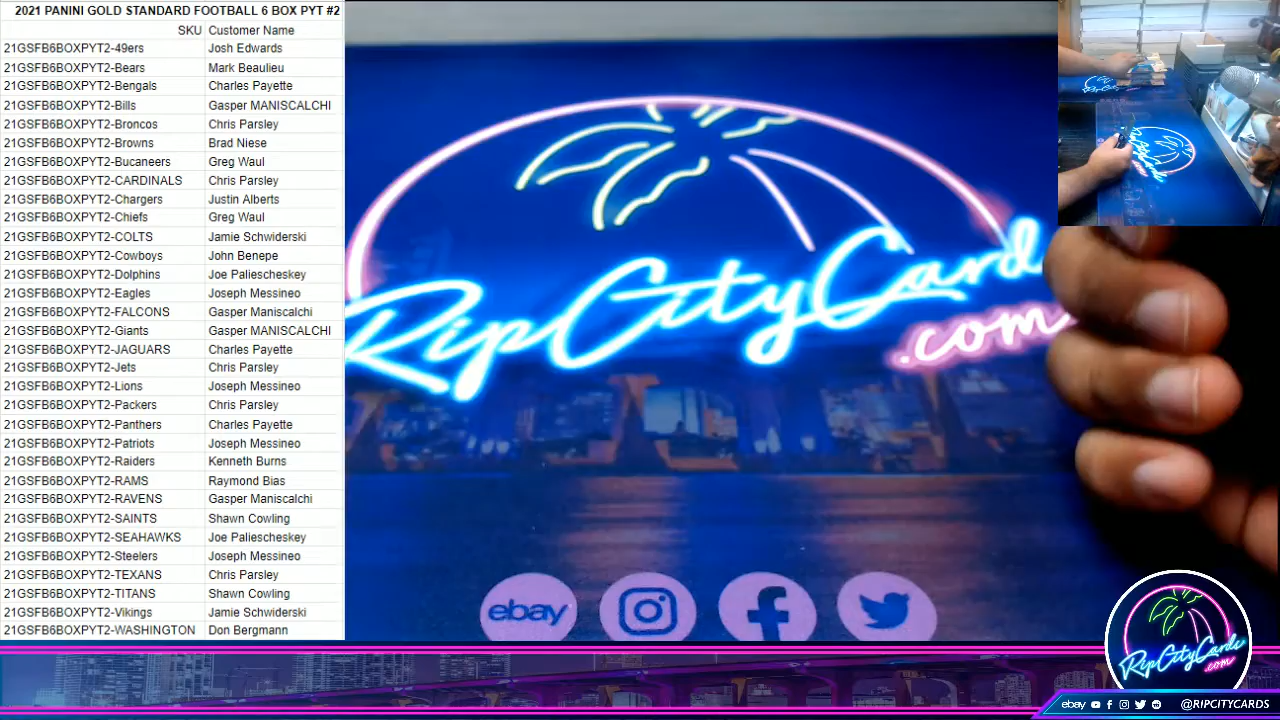 2021 PANINI GOLD STANDARD FOOTBALL 6 BOX PYT #2
SKU Customer Name
21GSFB6BOXPYT2-49ers Josh Edwards
21GSFB6BOXPYT2-Bears Mark Beaulieu
21GSFB6BOXPYT2-Bengals Charles Payette
21GSFB6BOXPYT2-Bills Gasper MANISCALCHI
21GSFB6BOXPYT2-Broncos Chris Parsley
21GSFB6BOXPYT2-Browns Brad Niese
21GSFB6BOXPYT2-Bucaneers Greg Waul
21GSFB6BOXPYT2-CARDINALS Chris Parsley
21GSFB6BOXPYT2-Chargers Justin Alberts
21GSFB6BOXPYT2-Chiefs Greg Waul
21GSFB6BOXPYT2-COLTS Jamie Schwiderski
21GSFB6BOXPYT2-Cowboys John Benepe
21GSFB6BOXPYT2-Dolphins Joe Paliescheskey
21GSFB6BOXPYT2-Eagles Joseph Messineo
21GSFB6BOXPYT2-FALCONS Gasper Maniscalchi
21GSFB6BOXPYT2-Giants Gasper MANISCALCHI
21GSFB6BOXPYT2-JAGUARS Charles Payette
21GSFB6BOXPYT2-Jets Chris Parsley
21GSFB6BOXPYT2-Lions Joseph Messineo
21GSFB6BOXPYT2-Packers Chris Parsley
21GSFB6BOXPYT2-Panthers Charles Payette
21GSFB6BOXPYT2-Patriots Joseph Messineo
21GSFB6BOXPYT2-Raiders Kenneth Burns
21GSFB6BOXPYT2-RAMS Raymond Bias
21GSFB6BOXPYT2-RAVENS Gasper Maniscalchi
21GSFB6BOXPYT2-SAINTS Shawn Cowling
21GSFB6BOXPYT2-SEAHAWKS Joe Paliescheskey
21GSFB6BOXPYT2-Steelers Joseph Messineo
21GSFB6BOXPYT2-TEXANS Chris Parsley
21GSFB6BOXPYT2-TITANS Shawn Cowling
21GSFB6BOXPYT2-Vikings Jamie Schwiderski
21GSFB6BOXPYT2-WASHINGTON Don Bergmann
RipCityCard
.com
ebay
RipCityCards
.com
ebay @RIPCITYCARDS